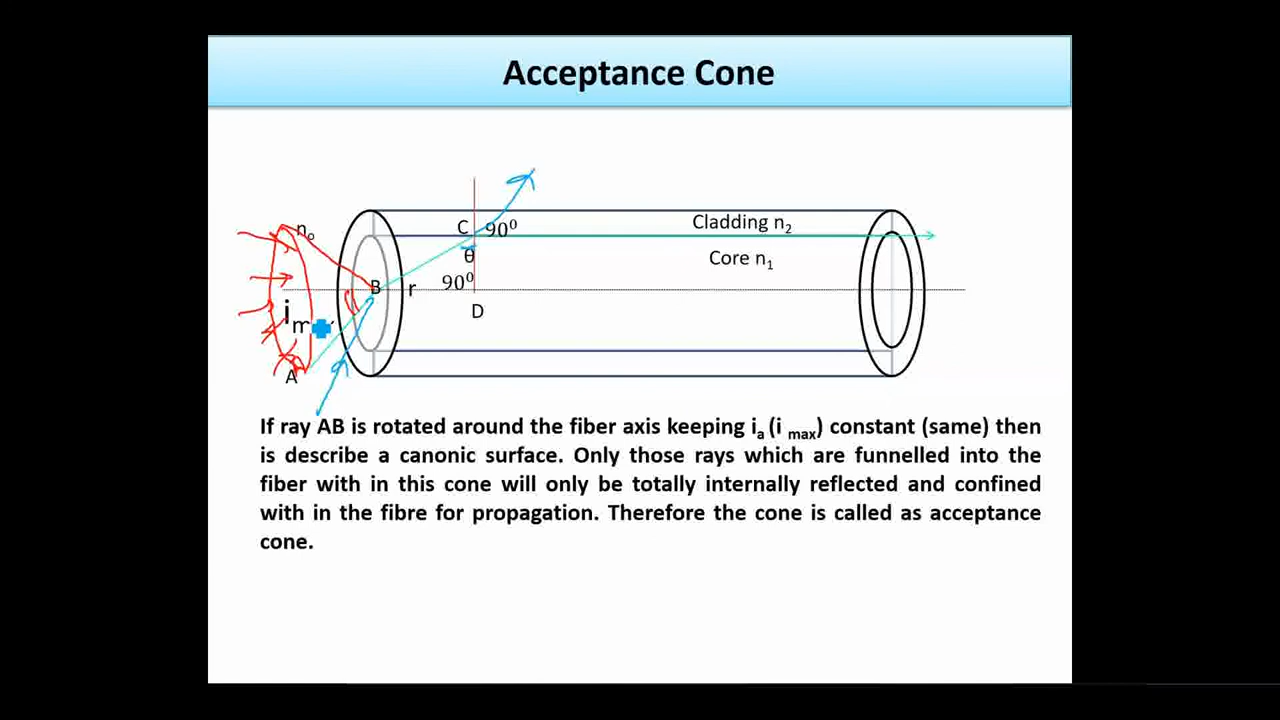 Acceptance Cone
n₀
C 90⁰
Cladding n₂
θ
Core n₁
B r 90⁰
i
m
D
A
If ray AB is rotated around the fiber axis keeping iₐ (i max) constant (same) then
is describe a canonic surface. Only those rays which are funnelled into the
fiber with in this cone will only be totally internally reflected and confined
with in the fibre for propagation. Therefore the cone is called as acceptance
cone.